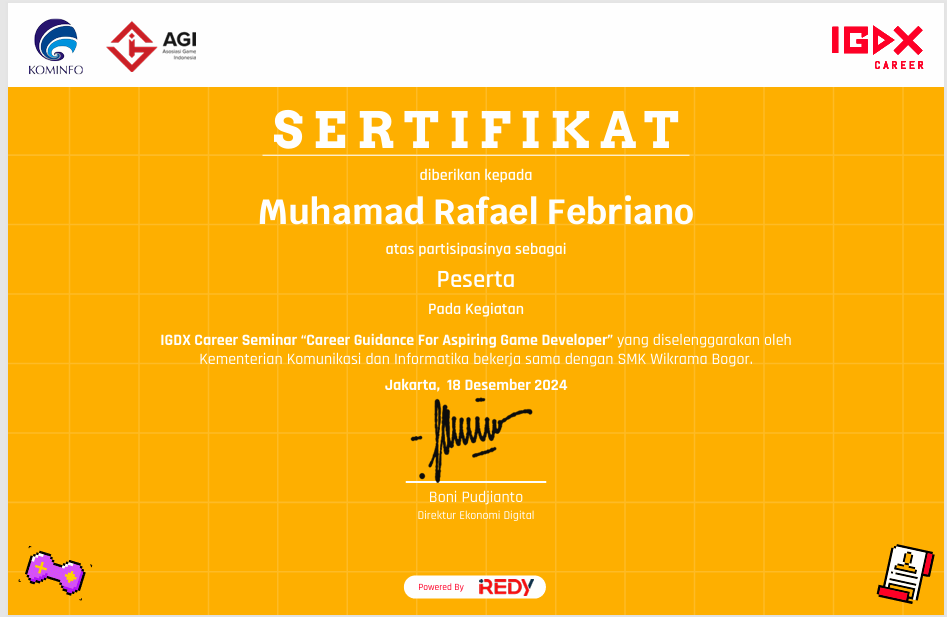 KOMINFO
AGI
Asosiasi Game
Indonesia
IGDX
CAREER
SERTIFIKAT
diberikan kepada
Muhamad Rafael Febriano
atas partisipasinya sebagai
Peserta
Pada Kegiatan
IGDX Career Seminar “Career Guidance For Aspiring Game Developer” yang diselenggarakan oleh
Kementerian Komunikasi dan Informatika bekerja sama dengan SMK Wikrama Bogor.
Jakarta, 18 Desember 2024
Boni Pudjianto
Direktur Ekonomi Digital
Powered By iREDY